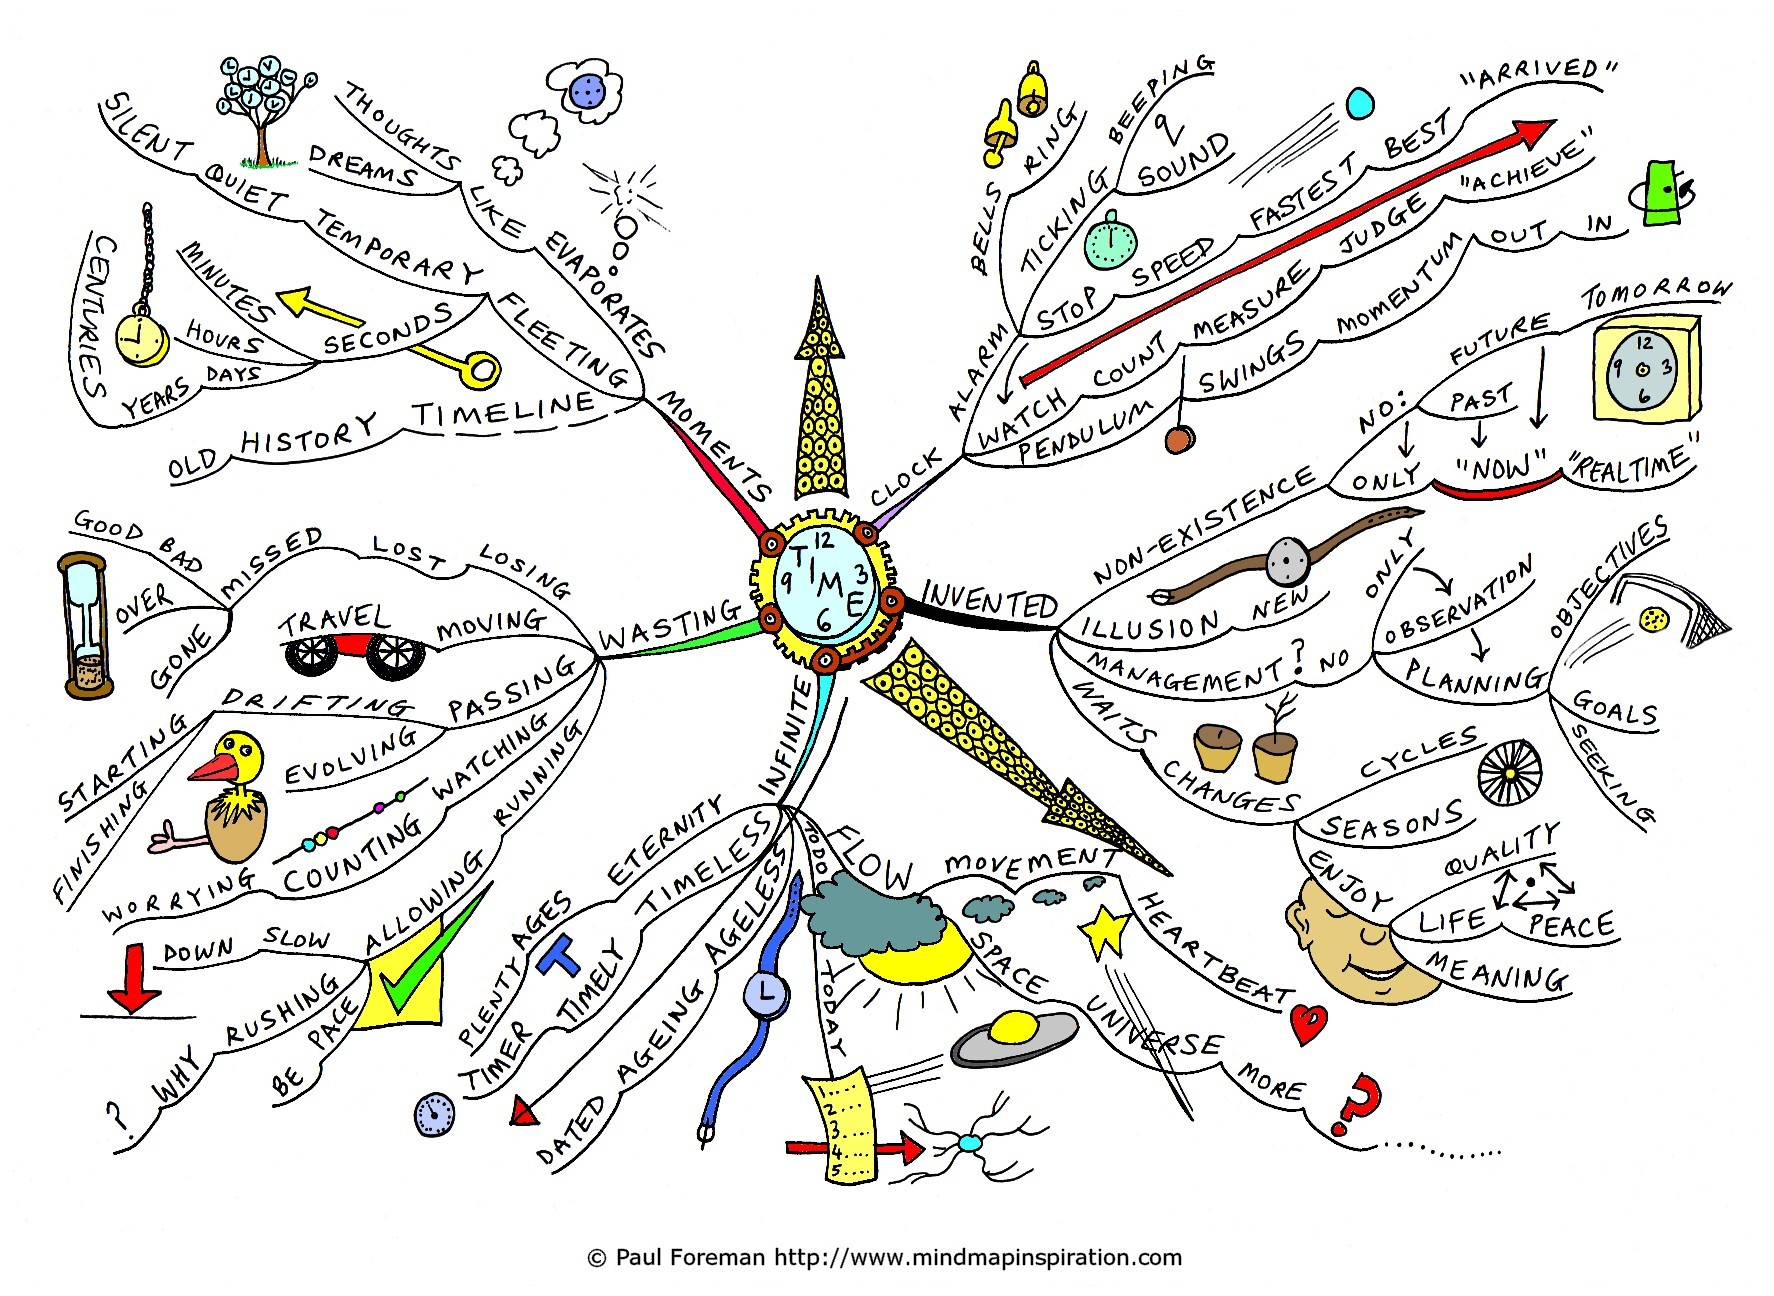 TIME
12
3
6
9
MOMENTS
EVAPORATES
LIKE
THOUGHTS
DREAMS
FLEETING
TEMPORARY
QUIET
SILENT
SECONDS
MINUTES
HOURS
DAYS
YEARS
CENTURIES
TIMELINE
HISTORY
OLD
CLOCK
ALARM
BELLS
RING
TICKING
BEEPING
SOUND
STOP
SPEED
FASTEST
BEST
"ARRIVED"
WATCH
COUNT
MEASURE
JUDGE
"ACHIEVE"
PENDULUM
SWINGS
MOMENTUM
OUT
IN
INVENTED
NON-EXISTENCE
NO:
FUTURE
TOMORROW
PAST
ONLY
"NOW"
"REALTIME"
12
3
6
9
ILLUSION
NEW
MANAGEMENT?
NO
ONLY
OBSERVATION
PLANNING
OBJECTIVES
GOALS
SEEKING
WAITS
CHANGES
CYCLES
SEASONS
ENJOY
LIFE
QUALITY
PEACE
MEANING
INFINITE
FLOW
MOVEMENT
HEARTBEAT
SPACE
UNIVERSE
MORE
?
TODO
TODAY
1....
2...
3....
4....
5....
AGELESS
AGEING
DATED
TIMELESS
TIMELY
TIMER
ETERNITY
AGES
PLENTY
WASTING
LOSING
LOST
MISSED
GOOD BAD
OVER
GONE
MOVING
TRAVEL
PASSING
DRIFTING
STARTING
FINISHING
EVOLVING
WATCHING
COUNTING
WORRYING
RUNNING
ALLOWING
SLOW
DOWN
RUSHING
WHY
?
PACE
BE
© Paul Foreman http://www.mindmapinspiration.com